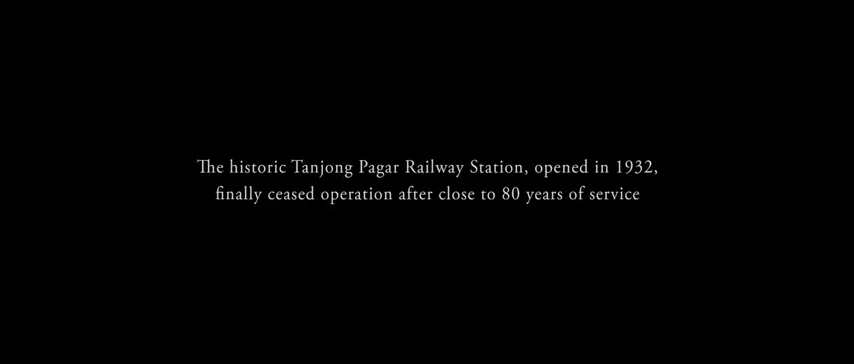 The historic Tanjong Pagar Railway Station, opened in 1932,
finally ceased operation after close to 80 years of service